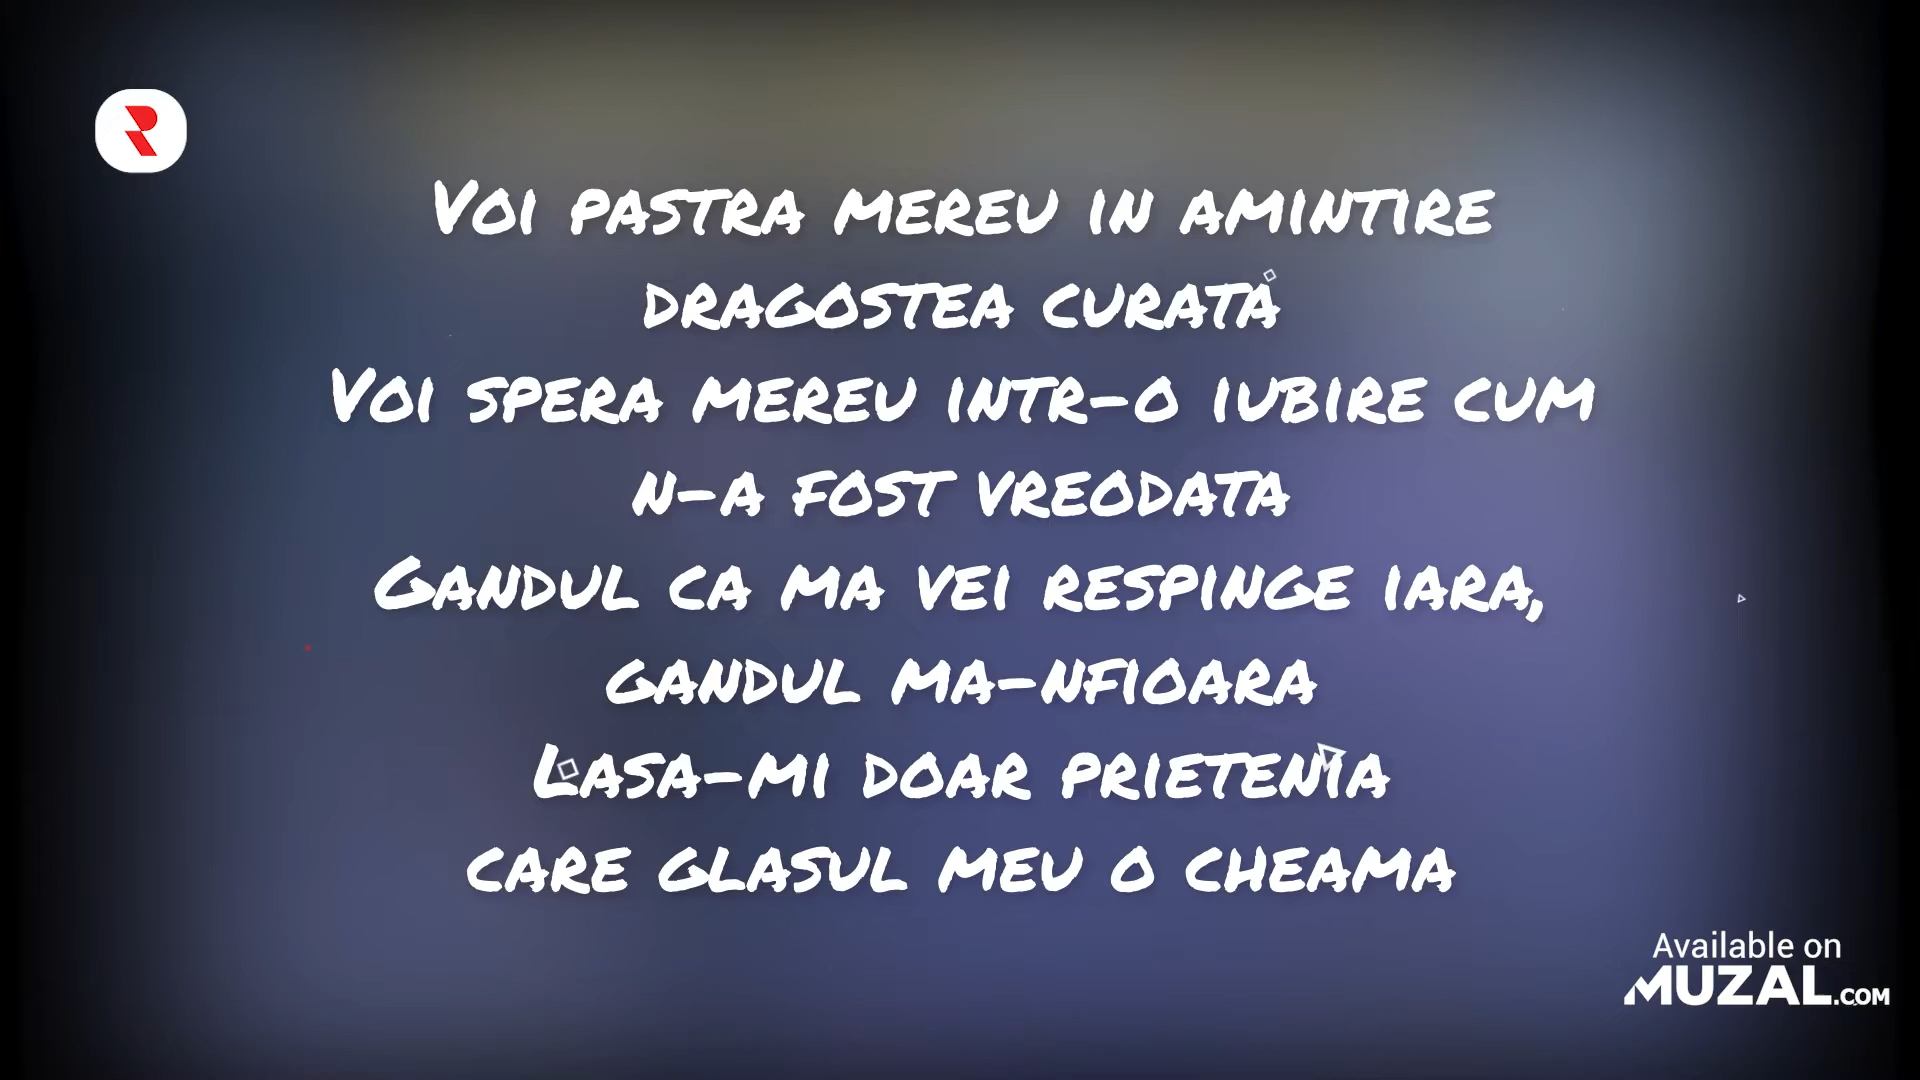 Voi pastra mereu in amintire
dragostea curata
Voi spera mereu intr-o iubire cum
n-a fost vreodata
Gandul ca ma vei respinge iara,
gandul ma-nfioara
Lasa-mi doar prietenia
care glasul meu o cheama
R
Available on
MUZAL.COM